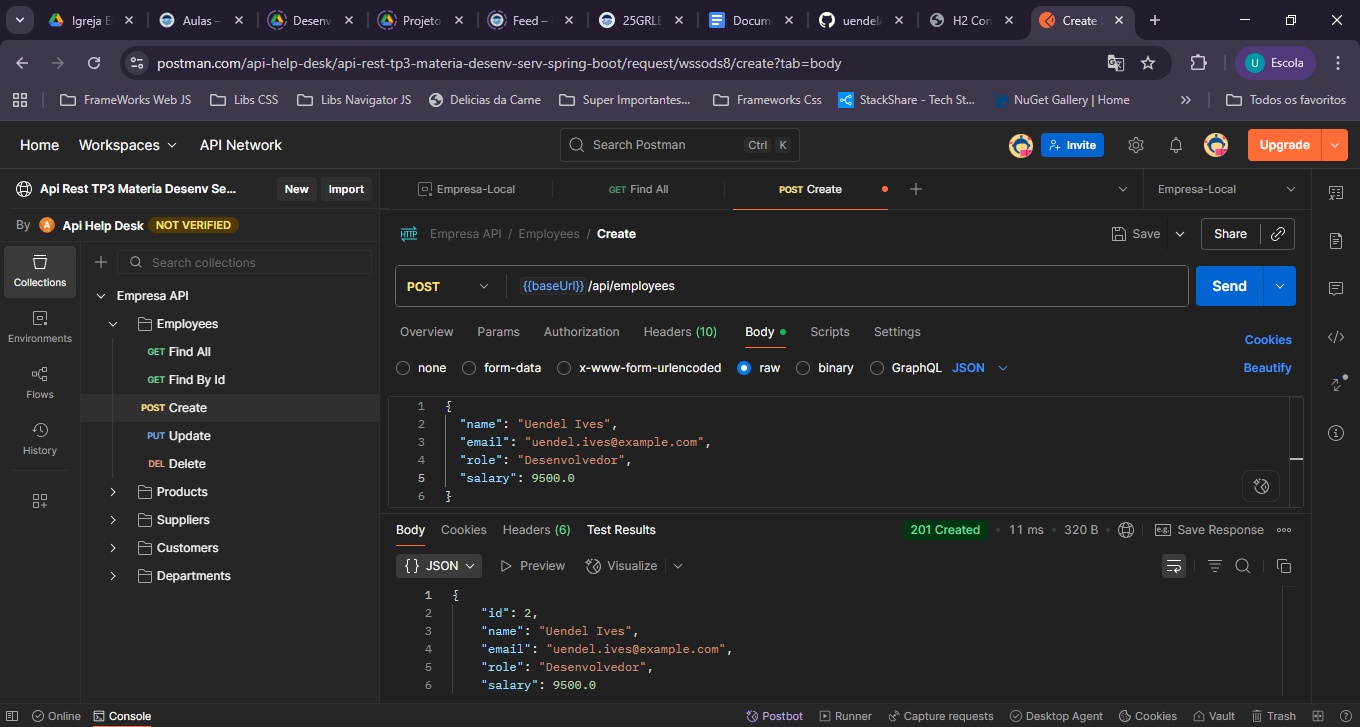 Igreja E
Aulas –
Desenv
Projeto
Feed –
25GRLE
Docum
uendel
H2 Con
Create
postman.com/api-help-desk/api-rest-tp3-materia-desenv-serv-spring-boot/request/wssods8/create?tab=body
U Escola
FrameWorks Web JS
Libs CSS
Libs Navigator JS
Delicias da Carne
Super Importantes...
Frameworks Css
StackShare - Tech St...
NuGet Gallery | Home
Todos os favoritos
Home
Workspaces
API Network
Search Postman
Ctrl K
Invite
Upgrade
Api Rest TP3 Materia Desenv Se...
New
Import
Empresa-Local
GET Find All
POST Create
Empresa-Local
By A Api Help Desk NOT VERIFIED
HTTP Empresa API / Employees / Create
Save
Share
Collections
Environments
Flows
History
Search collections
Empresa API
Employees
GET Find All
GET Find By Id
POST Create
PUT Update
DEL Delete
Products
Suppliers
Customers
Departments
POST
{{baseUrl}} /api/employees
Send
Overview
Params
Authorization
Headers (10)
Body
Scripts
Settings
Cookies
none
form-data
x-www-form-urlencoded
raw
binary
GraphQL
JSON
Beautify
1 {
2 "name": "Uendel Ives",
3 "email": "uendel.ives@example.com",
4 "role": "Desenvolvedor",
5 "salary": 9500.0
6 }
Body
Cookies
Headers (6)
Test Results
201 Created
11 ms
320 B
e.g. Save Response
{} JSON
Preview
Visualize
1 {
2 "id": 2,
3 "name": "Uendel Ives",
4 "email": "uendel.ives@example.com",
5 "role": "Desenvolvedor",
6 "salary": 9500.0
Online
Console
Postbot
Runner
Capture requests
Desktop Agent
Cookies
Vault
Trash